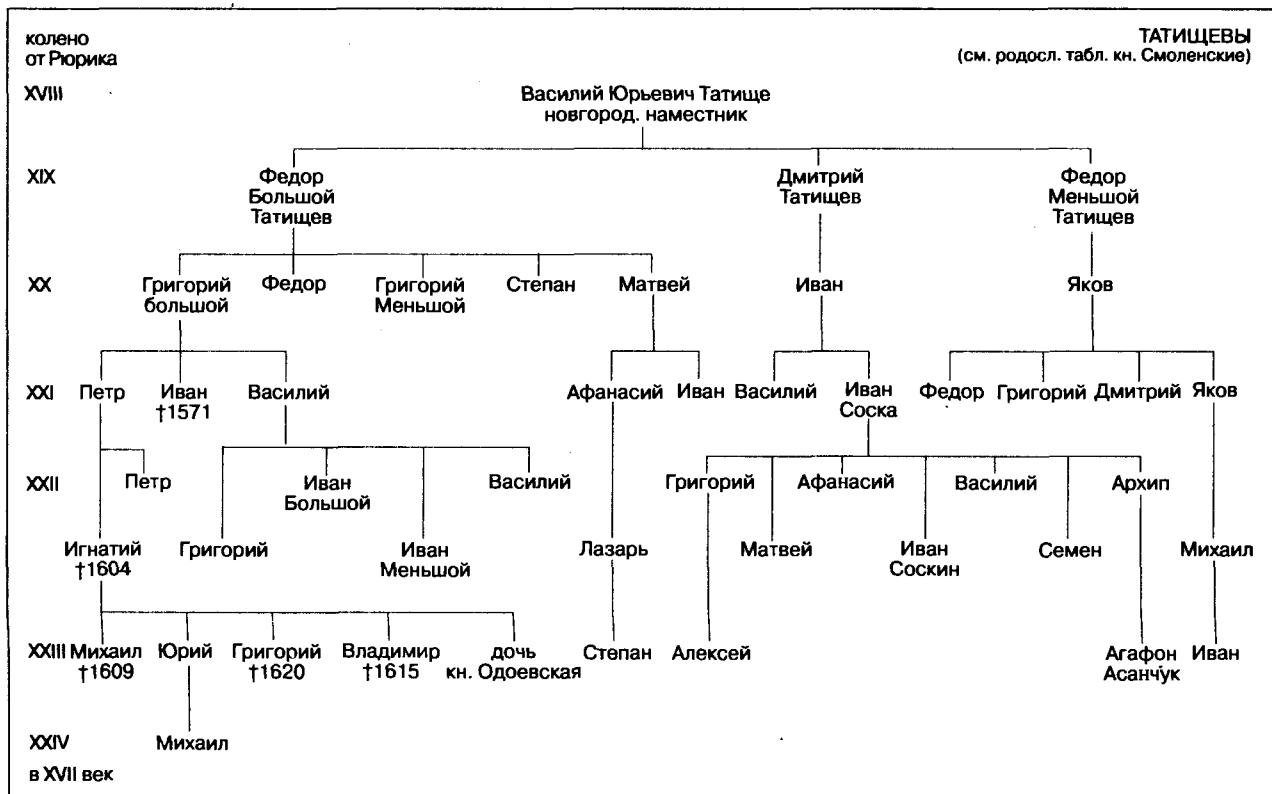 колено
от Рюрика
ТАТИЩЕВЫ
(см. родосл. табл. кн. Смоленские)
XVIII
Василий Юрьевич Татище
новгород. наместник
XIX
Федор
Большой
Татищев
Дмитрий
Татищев
Федор
Меньшой
Татищев
XX
Григорий
большой
Федор
Григорий
Меньшой
Степан
Матвей
Иван
Яков
XXI
Петр
Иван
†1571
Василий
Афанасий
Иван
Василий
Иван
Соска
Федор
Григорий
Дмитрий
Яков
XXII
Петр
Иван
Большой
Василий
Григорий
Афанасий
Василий
Архип
Игнатий
†1604
Григорий
Иван
Меньшой
Лазарь
Матвей
Иван
Соскин
Семен
Михаил
XXIII
Михаил
†1609
Юрий
Григорий
†1620
Владимир
†1615
дочь
кн. Одоевская
Степан
Алексей
Агафон
Асанчук
Иван
XXIV
Михаил
в XVII век